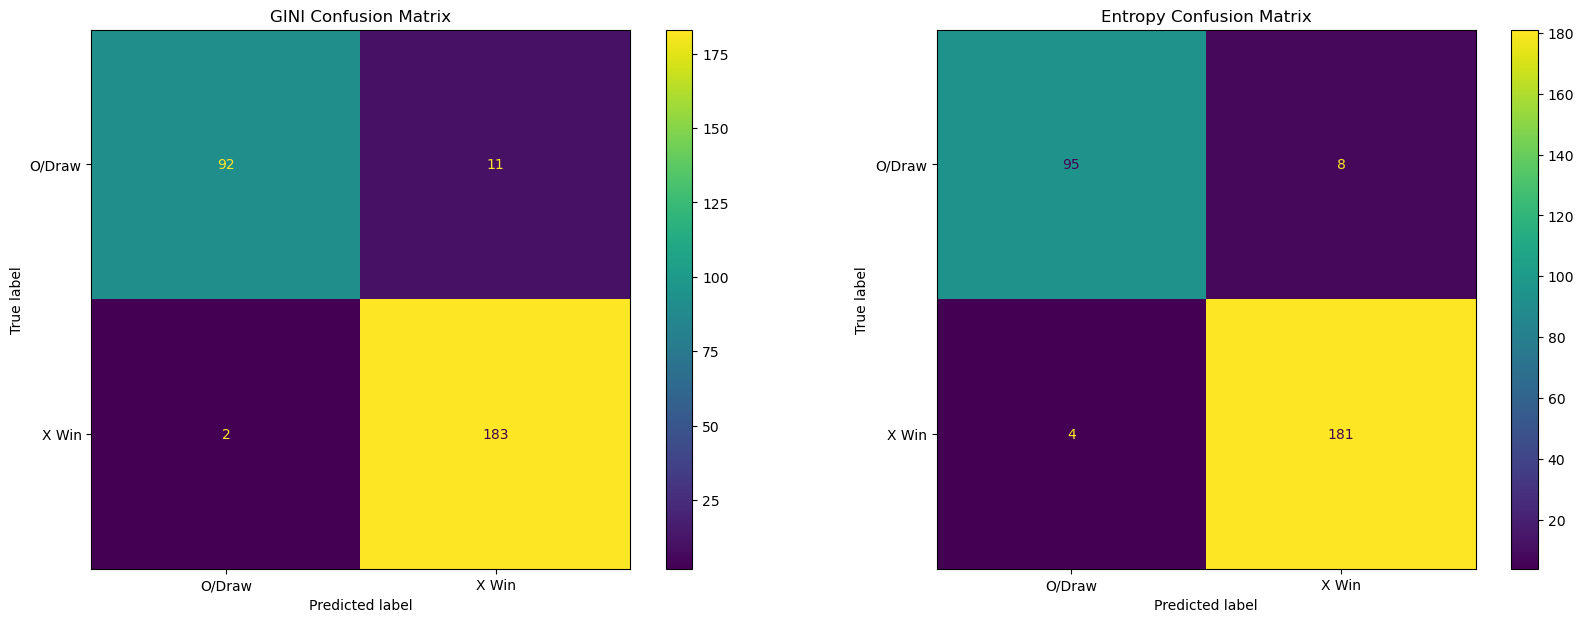 GINI Confusion Matrix
True label
O/Draw
X Win
92
11
2
183
O/Draw
X Win
Predicted label
175
150
125
100
75
50
25
Entropy Confusion Matrix
True label
O/Draw
X Win
95
8
4
181
O/Draw
X Win
Predicted label
180
160
140
120
100
80
60
40
20